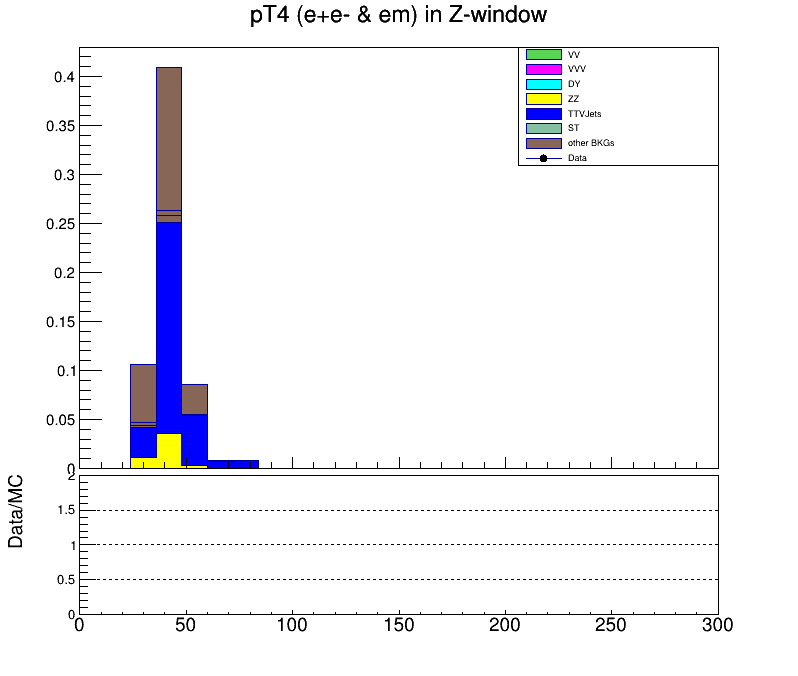 pT4 (e+e- & em) in Z-window
VV
VVV
DY
ZZ
TTVJets
ST
other BKGs
Data
0.4
0.35
0.3
0.25
0.2
0.15
0.1
0.05
0
Data/MC
2
1.5
1
0.5
0
0 50 100 150 200 250 300